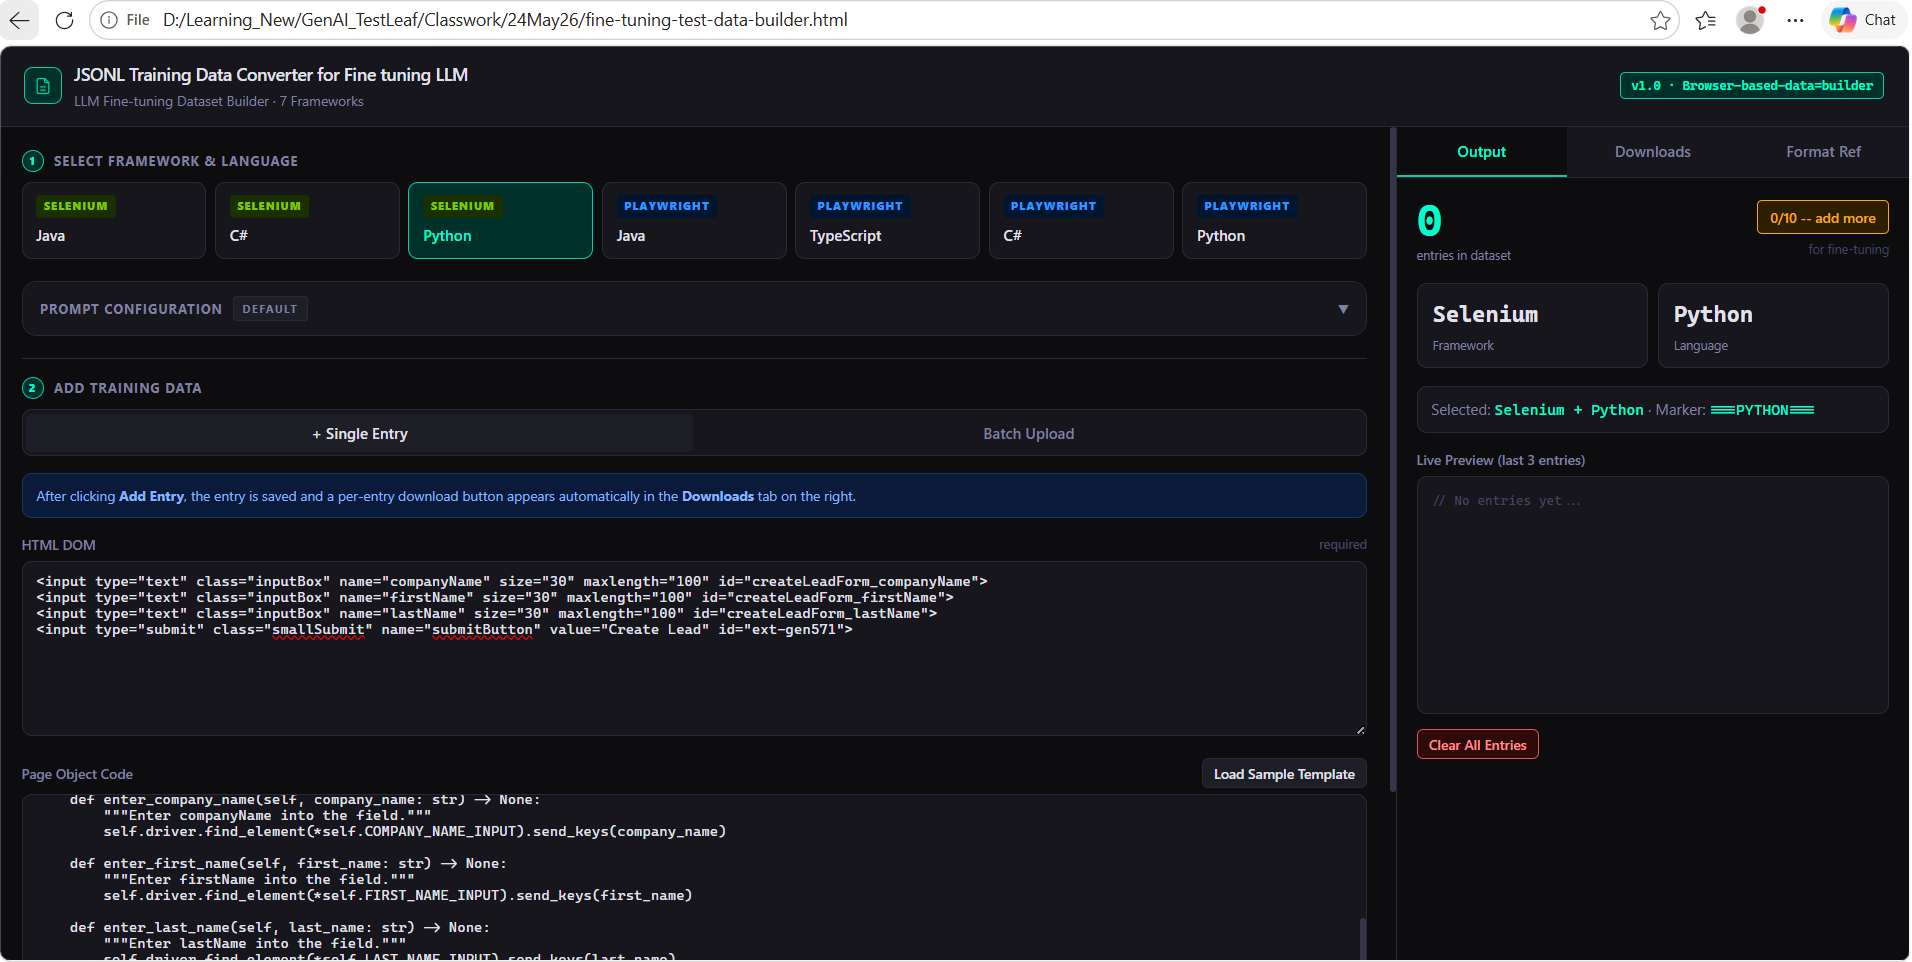 File D:/Learning_New/GenAI_TestLeaf/Classwork/24May26/fine-tuning-test-data-builder.html
Chat
JSONL Training Data Converter for Fine tuning LLM
LLM Fine-tuning Dataset Builder · 7 Frameworks
v1.0 · Browser-based-data=builder
1 SELECT FRAMEWORK & LANGUAGE
SELENIUM
Java
SELENIUM
C#
SELENIUM
Python
PLAYWRIGHT
Java
PLAYWRIGHT
TypeScript
PLAYWRIGHT
C#
PLAYWRIGHT
Python
PROMPT CONFIGURATION DEFAULT
2 ADD TRAINING DATA
+ Single Entry
Batch Upload
After clicking Add Entry, the entry is saved and a per-entry download button appears automatically in the Downloads tab on the right.
HTML DOM required
<input type="text" class="inputBox" name="companyName" size="30" maxlength="100" id="createLeadForm_companyName">
<input type="text" class="inputBox" name="firstName" size="30" maxlength="100" id="createLeadForm_firstName">
<input type="text" class="inputBox" name="lastName" size="30" maxlength="100" id="createLeadForm_lastName">
<input type="submit" class="smallSubmit" name="submitButton" value="Create Lead" id="ext-gen571">
Page Object Code
Load Sample Template
def enter_company_name(self, company_name: str) -> None:
"""Enter companyName into the field."""
self.driver.find_element(*self.COMPANY_NAME_INPUT).send_keys(company_name)
def enter_first_name(self, first_name: str) -> None:
"""Enter firstName into the field."""
self.driver.find_element(*self.FIRST_NAME_INPUT).send_keys(first_name)
def enter_last_name(self, last_name: str) -> None:
"""Enter lastName into the field."""
self.driver.find_element(*self.LAST_NAME_INPUT).send_keys(last_name)
Output
Downloads
Format Ref
0
entries in dataset
0/10 -- add more
for fine-tuning
Selenium
Framework
Python
Language
Selected: Selenium + Python · Marker: ===PYTHON===
Live Preview (last 3 entries)
// No entries yet...
Clear All Entries